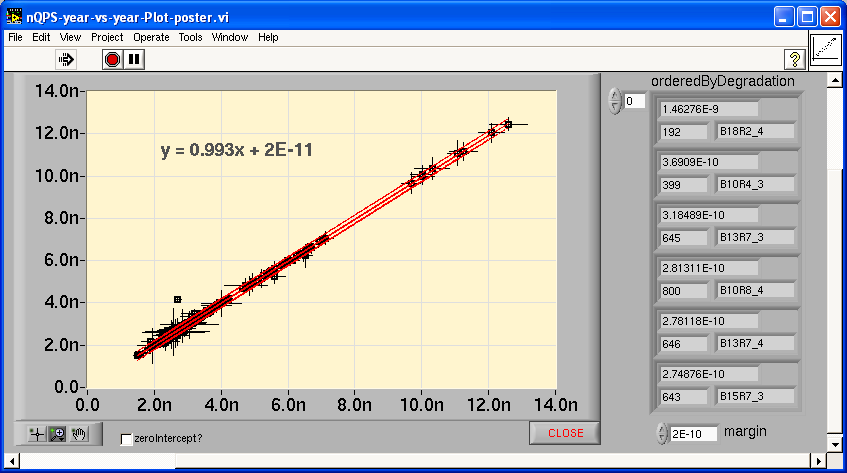 nQPS-year-vs-year-Plot-poster.vi
File Edit View Project Operate Tools Window Help
?
orderedByDegradation
0
1.46276E-9
192 B18R2_4
3.6909E-10
399 B10R4_3
3.18489E-10
645 B13R7_3
2.81311E-10
800 B10R8_4
2.78118E-10
646 B13R7_4
2.74876E-10
643 B15R7_3
2E-10 margin
14.0n
12.0n
10.0n
8.0n
6.0n
4.0n
2.0n
0.0
y = 0.993x + 2E-11
0.0 2.0n 4.0n 6.0n 8.0n 10.0n 12.0n 14.0n
zeroIntercept?
CLOSE